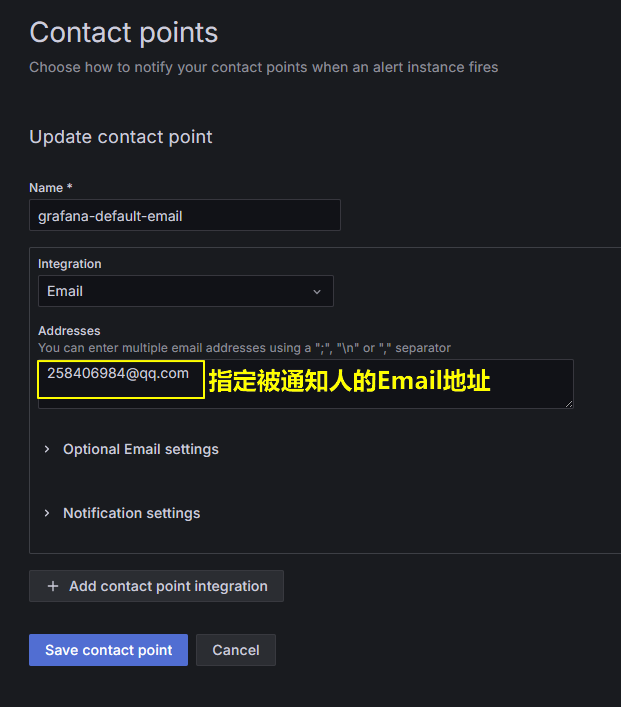 Contact points
Choose how to notify your contact points when an alert instance fires
Update contact point
Name *
grafana-default-email
Integration
Email
Addresses
You can enter multiple email addresses using a ";", "\n" or "," separator
258406984@qq.com 指定被通知人的Email地址
Optional Email settings
Notification settings
+ Add contact point integration
Save contact point Cancel